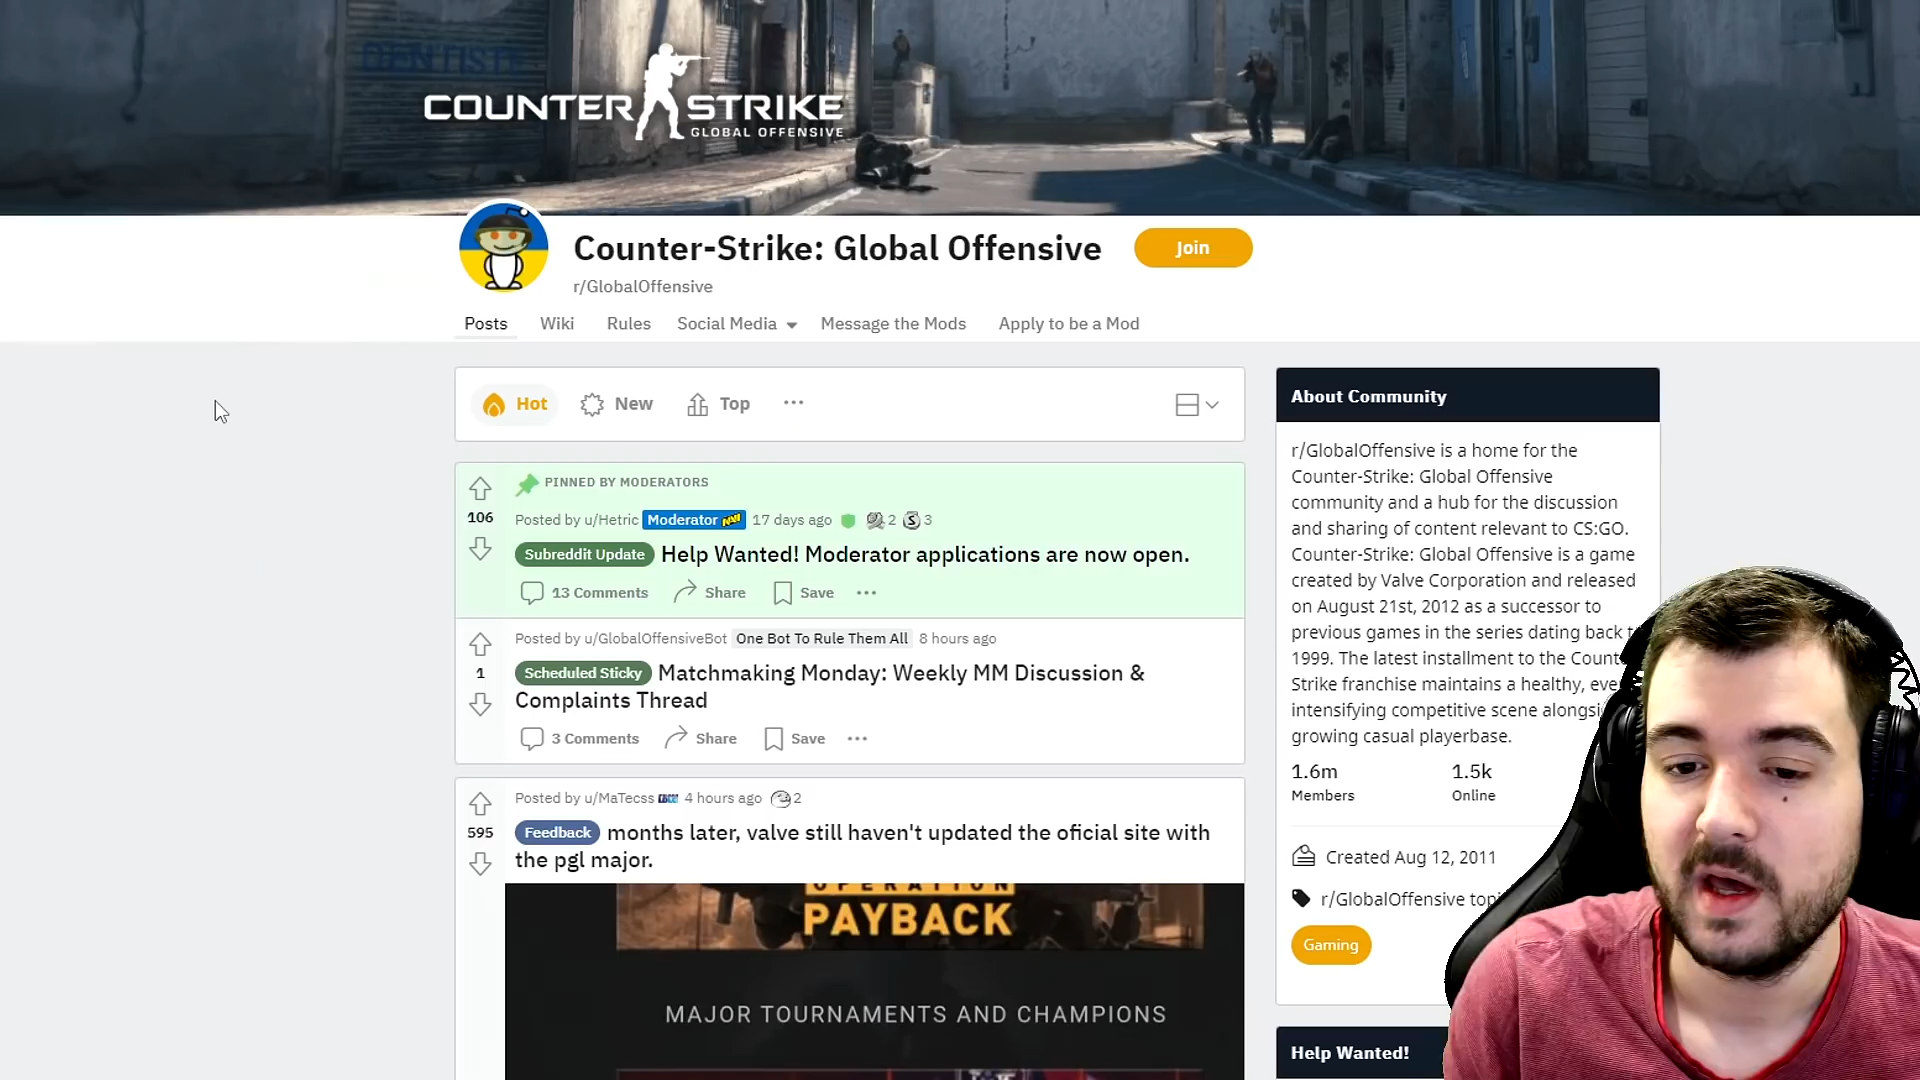 DENTISTE
COUNTER STRIKE
GLOBAL OFFENSIVE
Counter-Strike: Global Offensive
Join
r/GlobalOffensive
Posts
Wiki
Rules
Social Media
Message the Mods
Apply to be a Mod
Hot
New
Top
PINNED BY MODERATORS
106
Posted by u/Hetric Moderator 17 days ago 2 3
Subreddit Update Help Wanted! Moderator applications are now open.
13 Comments Share Save
Posted by u/GlobalOffensiveBot One Bot To Rule Them All 8 hours ago
1
Scheduled Sticky Matchmaking Monday: Weekly MM Discussion &
Complaints Thread
3 Comments Share Save
Posted by u/MaTecss 4 hours ago 2
595
Feedback months later, valve still haven't updated the oficial site with
the pgl major.
OPERATION
PAYBACK
MAJOR TOURNAMENTS AND CHAMPIONS
About Community
r/GlobalOffensive is a home for the
Counter-Strike: Global Offensive
community and a hub for the discussion
and sharing of content relevant to CS:GO.
Counter-Strike: Global Offensive is a game
created by Valve Corporation and released
on August 21st, 2012 as a successor to
previous games in the series dating back t
1999. The latest installment to the Count
Strike franchise maintains a healthy, eve
intensifying competitive scene alongsi
growing casual playerbase.
1.6m
Members
1.5k
Online
Created Aug 12, 2011
r/GlobalOffensive topi
Gaming
Help Wanted!